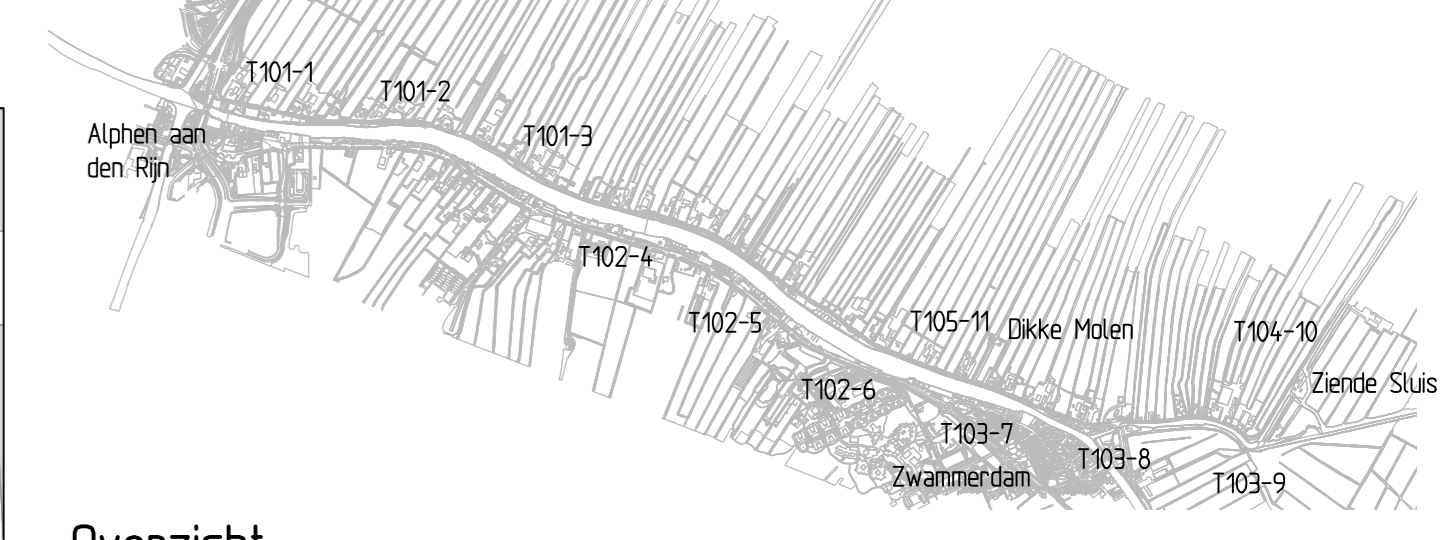 T101-1
T101-2
Alphen aan
den Rijn
T101-3
T102-4
T102-5
T105-11
Dikke Molen
T104-10
Ziende Sluis
T102-6
T103-7
T103-8
Zwammerdam
T103-9
Overzicht